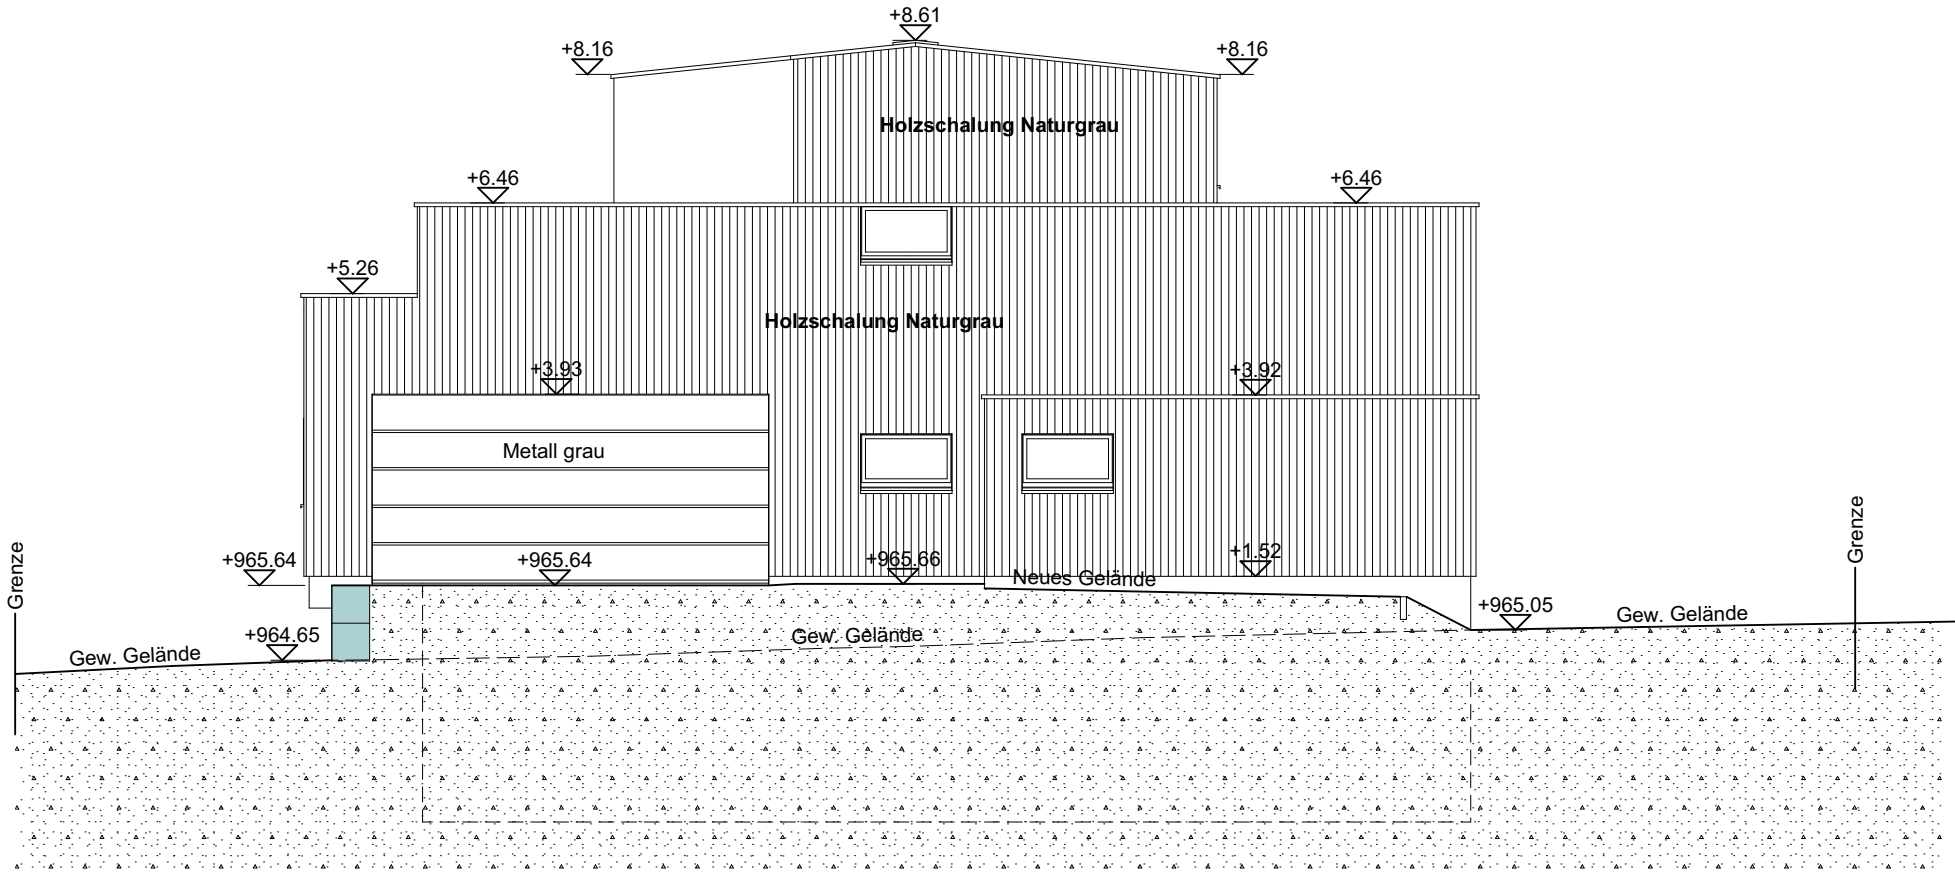 +8.61
+8.16
+8.16
Holzschalung Naturgrau
+6.46
+6.46
+5.26
Holzschalung Naturgrau
+3.93
+3.92
Metall grau
Grenze
+965.64
+965.64
+965.66
+1.52
Grenze
Neues Gelände
+964.65
Gew. Gelände
Gew. Gelände
+965.05
Gew. Gelände